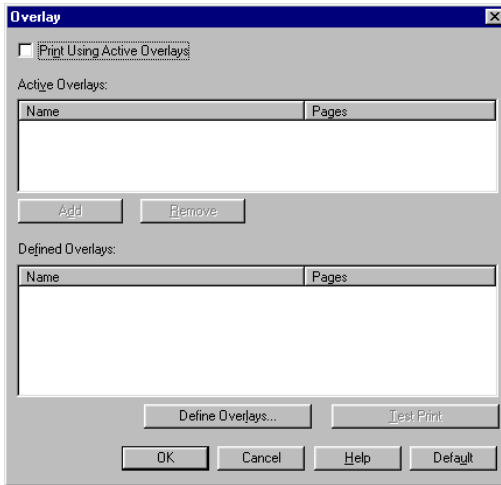 Overlay
Print Using Active Overlays
Active Overlays:
Name Pages
Add Remove
Defined Overlays:
Name Pages
Define Overlays... Test Print
OK Cancel Help Default